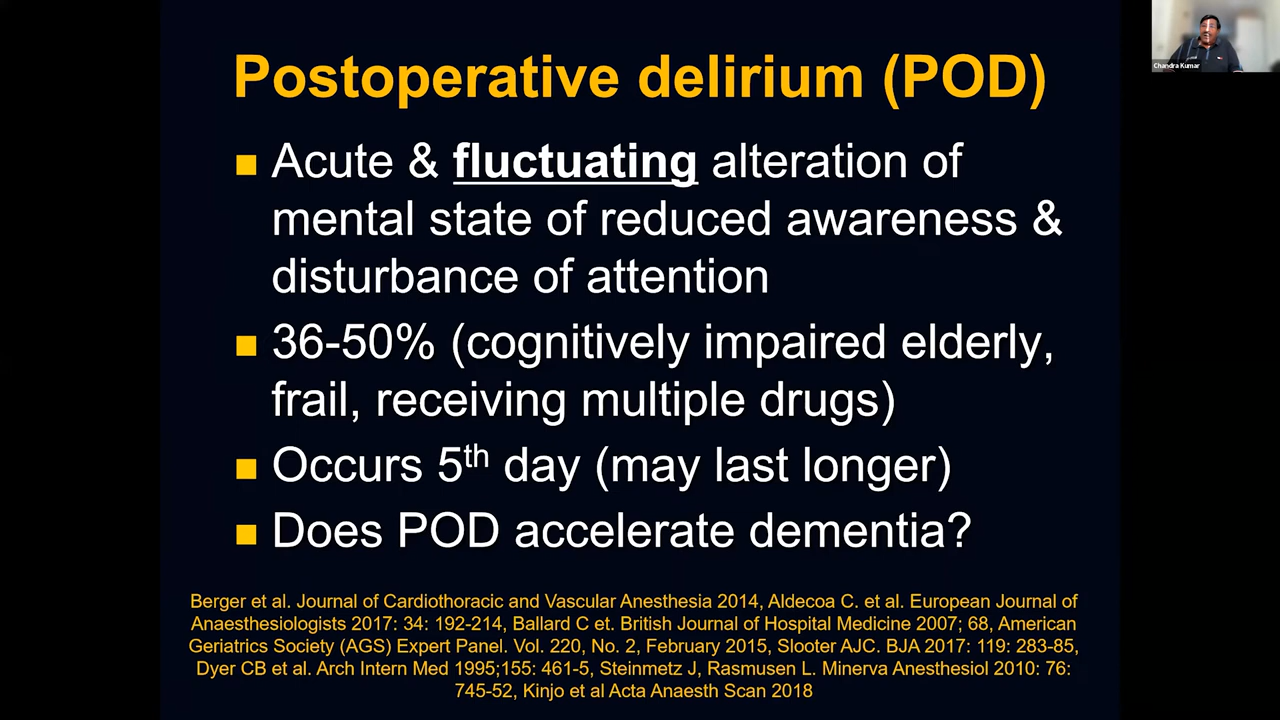 Chandra Kumar
Postoperative delirium (POD)
Acute & fluctuating alteration of
mental state of reduced awareness &
disturbance of attention
36-50% (cognitively impaired elderly,
frail, receiving multiple drugs)
Occurs 5th day (may last longer)
Does POD accelerate dementia?
Berger et al. Journal of Cardiothoracic and Vascular Anesthesia 2014, Aldecoa C. et al. European Journal of
Anaesthesiologists 2017: 34: 192-214, Ballard C et. British Journal of Hospital Medicine 2007; 68, American
Geriatrics Society (AGS) Expert Panel. Vol. 220, No. 2, February 2015, Slooter AJC. BJA 2017: 119: 283-85,
Dyer CB et al. Arch Intern Med 1995;155: 461-5, Steinmetz J, Rasmusen L. Minerva Anesthesiol 2010: 76:
745-52, Kinjo et al Acta Anaesth Scan 2018